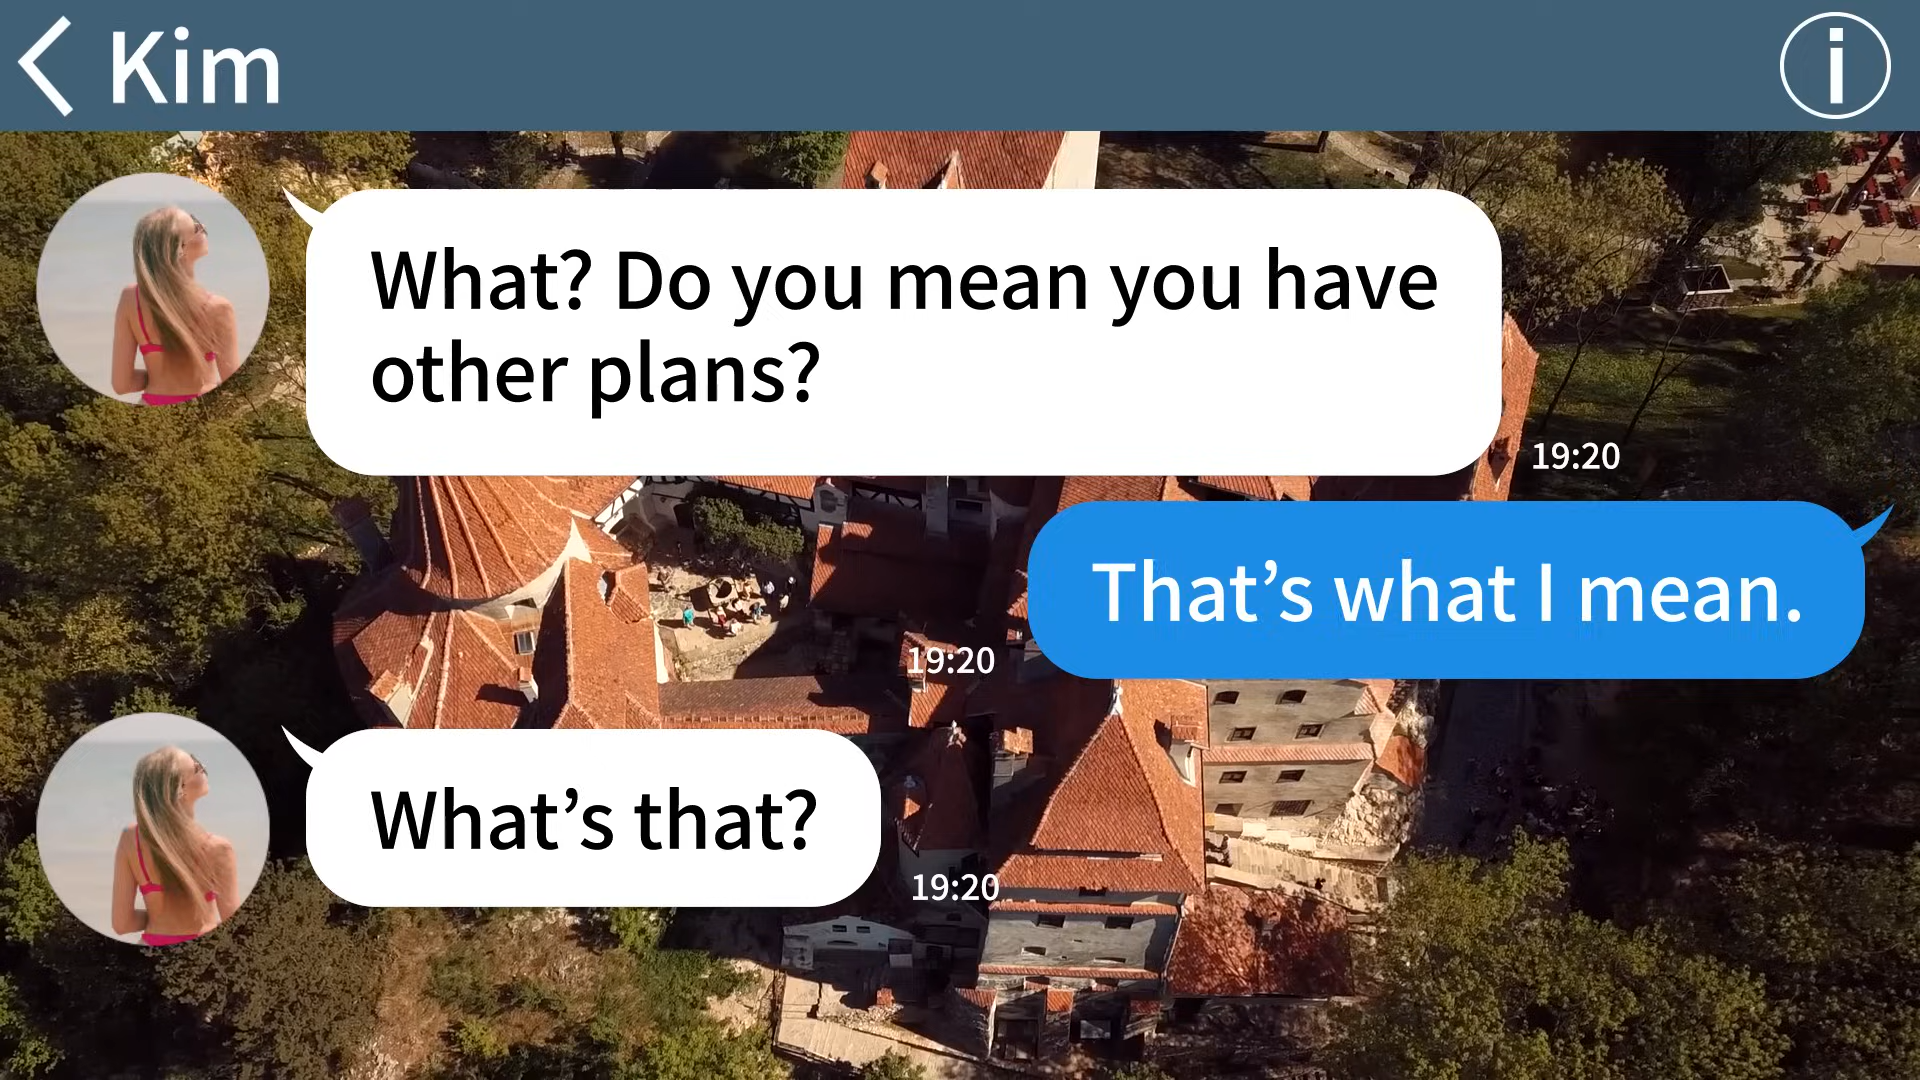 Kim
What? Do you mean you have
other plans?
19:20
That’s what I mean.
19:20
What’s that?
19:20